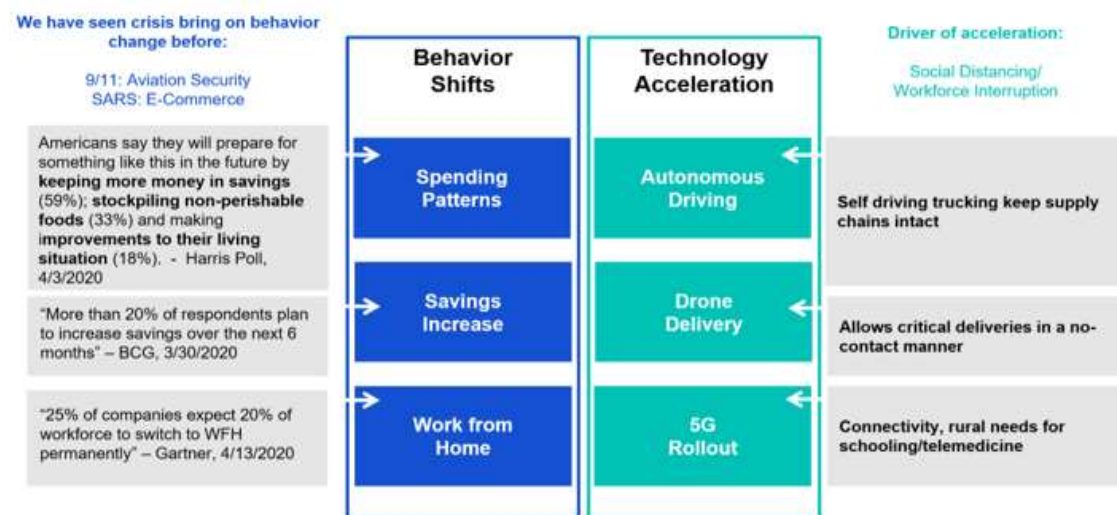 We have seen crisis bring on behavior
change before:
9/11: Aviation Security
SARS: E-Commerce
Americans say they will prepare for
something like this in the future by
keeping more money in savings
(59%); stockpiling non-perishable
foods (33%) and making
improvements to their living
situation (18%). - Harris Poll,
4/3/2020
“More than 20% of respondents plan
to increase savings over the next 6
months” – BCG, 3/30/2020
“25% of companies expect 20% of
workforce to switch to WFH
permanently” – Gartner, 4/13/2020
Behavior
Shifts
Spending
Patterns
Savings
Increase
Work from
Home
Technology
Acceleration
Autonomous
Driving
Drone
Delivery
5G
Rollout
Driver of acceleration:
Social Distancing/
Workforce Interruption
Self driving trucking keep supply
chains intact
Allows critical deliveries in a no-
contact manner
Connectivity, rural needs for
schooling/telemedicine